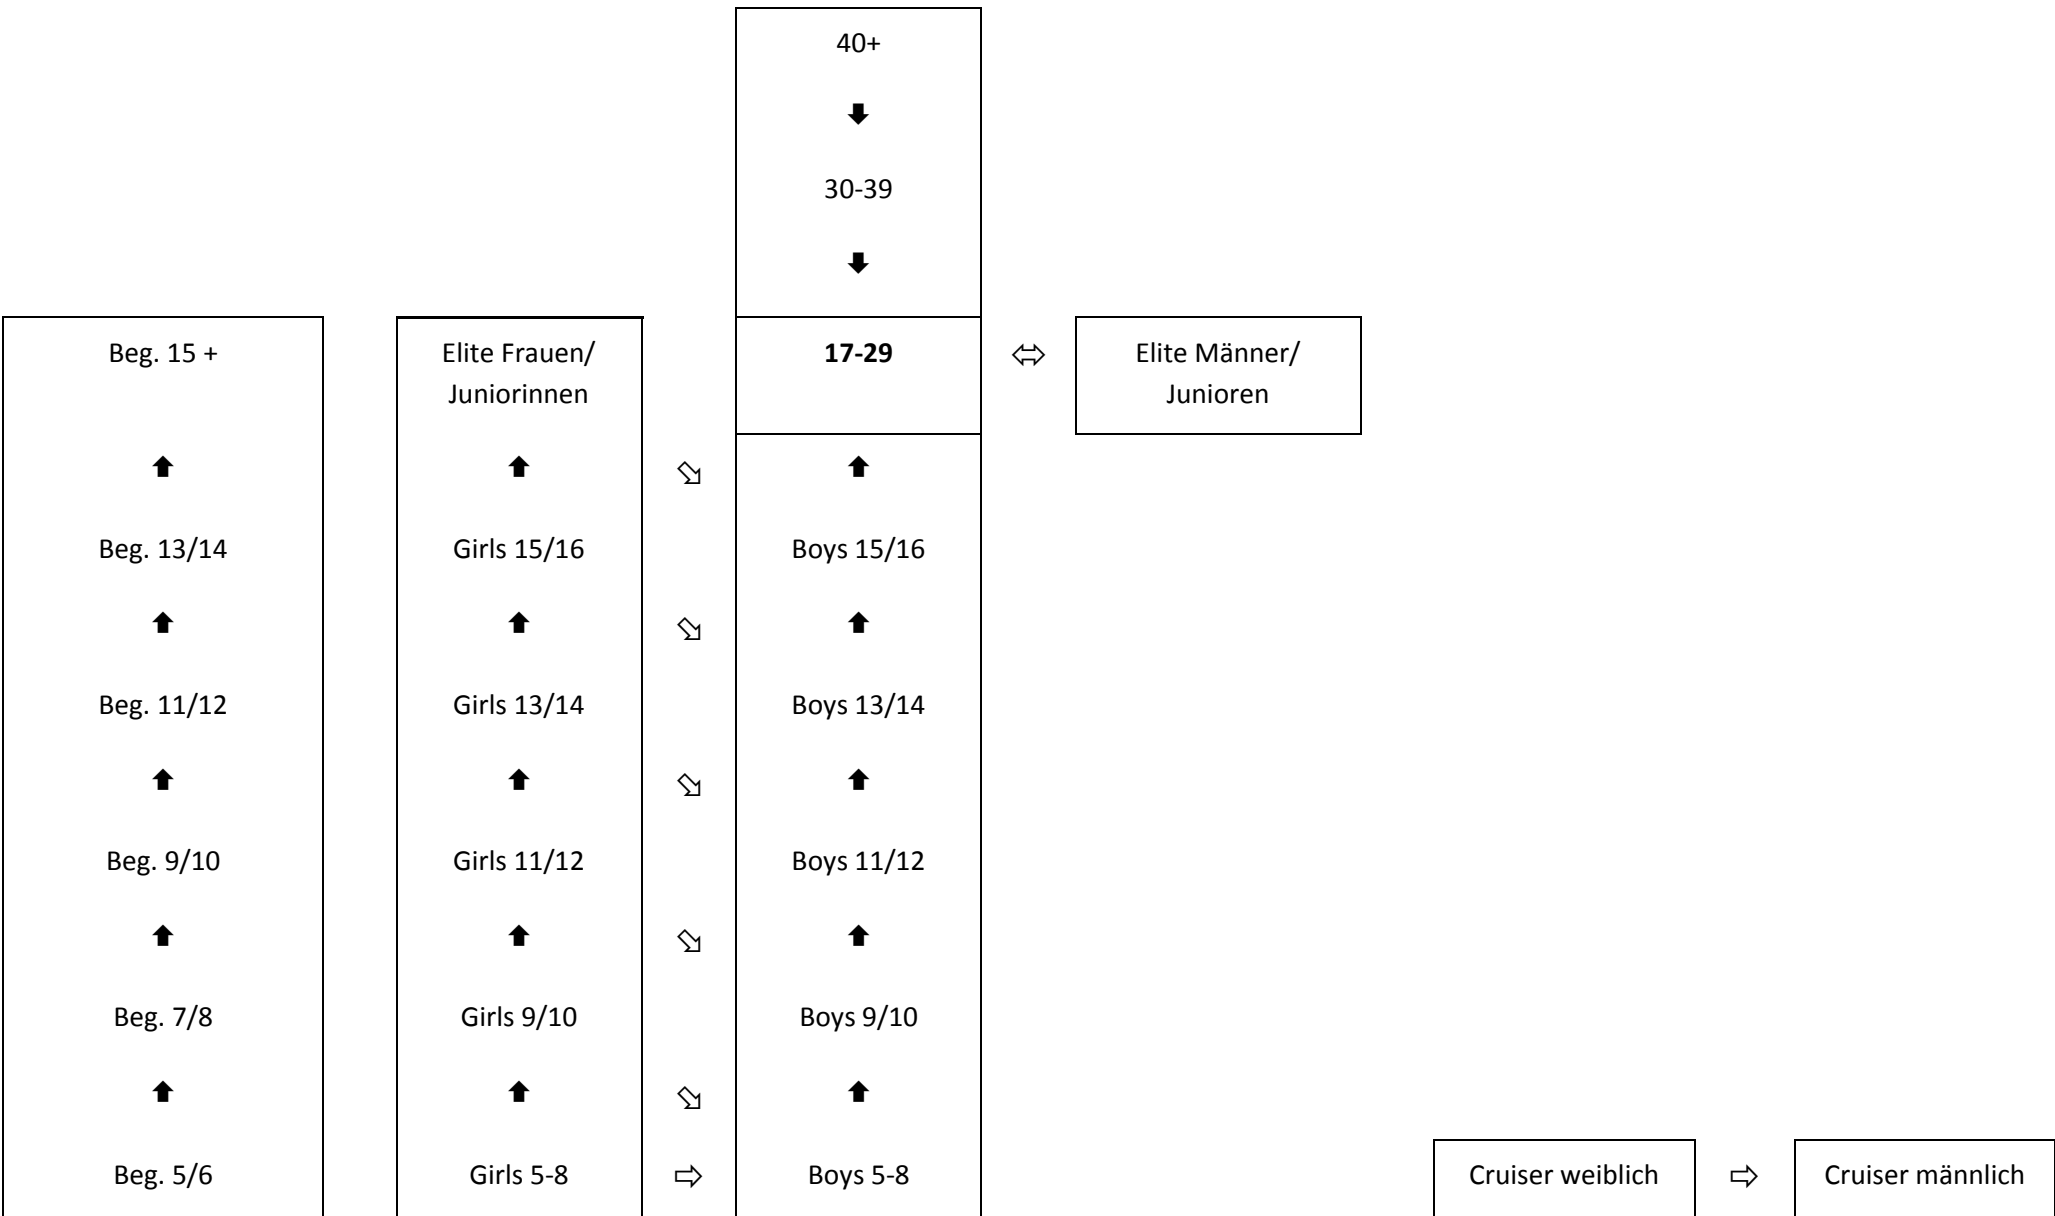 40+
30-39
Beg. 15 +
Elite Frauen/
Juniorinnen
17-29
Elite Männer/
Junioren
Beg. 13/14
Girls 15/16
Boys 15/16
Beg. 11/12
Girls 13/14
Boys 13/14
Beg. 9/10
Girls 11/12
Boys 11/12
Beg. 7/8
Girls 9/10
Boys 9/10
Beg. 5/6
Girls 5-8
Boys 5-8
Cruiser weiblich
Cruiser männlich